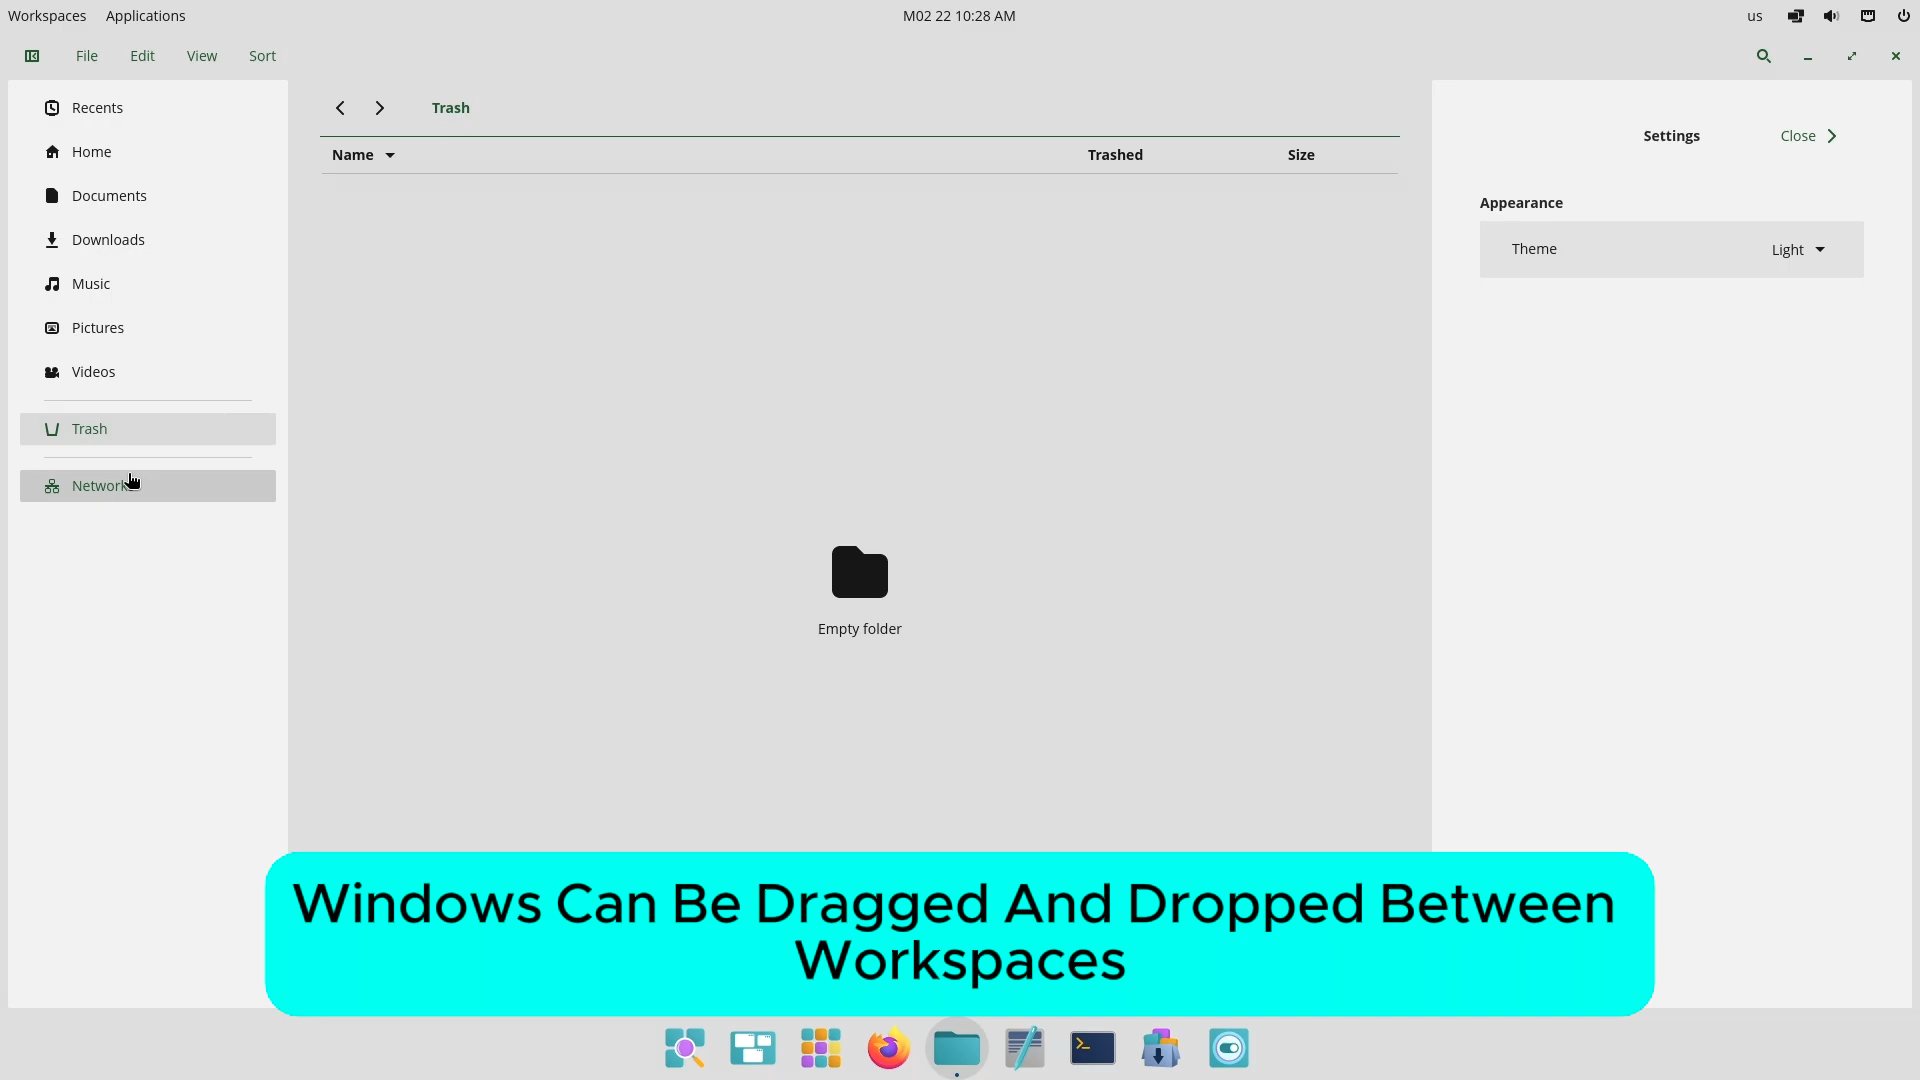 Workspaces Applications M02 22 10:28 AM us
File Edit View Sort
Recents
Home
Documents
Downloads
Music
Pictures
Videos
Trash
Networks
Trash
Name Trashed Size
Empty folder
Settings Close
Appearance
Theme Light
Windows Can Be Dragged And Dropped Between
Workspaces